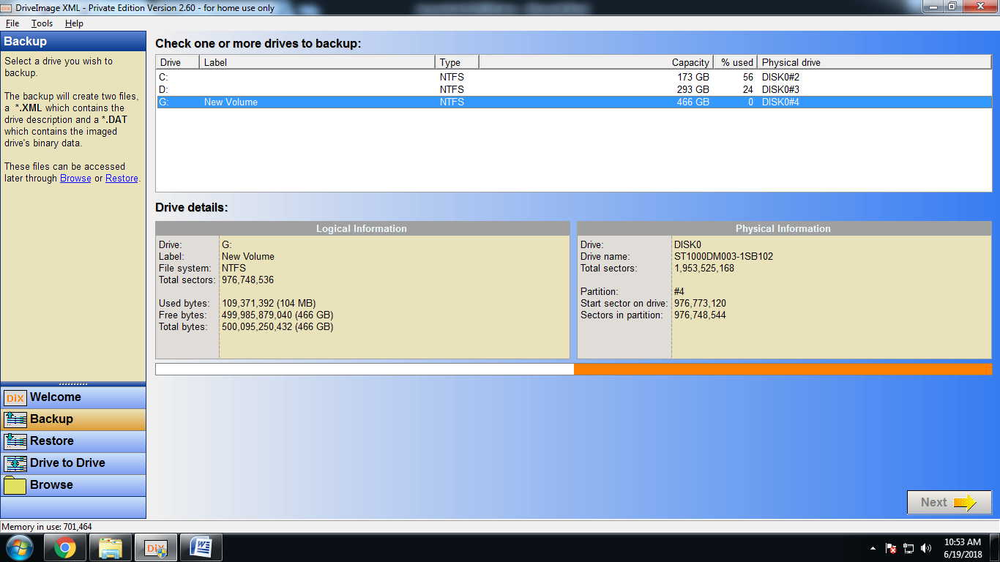 DriveImage XML - Private Edition Version 2.60 - for home use only
File Tools Help
Backup
Select a drive you wish to
backup.
The backup will create two files,
a *.XML which contains the
drive description and a *.DAT
which contains the imaged
drive's binary data.
These files can be accessed
later through Browse or Restore.
DiX Welcome
Backup
Restore
Drive to Drive
Browse
Check one or more drives to backup:
Drive Label Type Capacity % used Physical drive
C: NTFS 173 GB 56 DISK0#2
D: NTFS 293 GB 24 DISK0#3
G: New Volume NTFS 466 GB 0 DISK0#4
Drive details:
Logical Information
Drive: G:
Label: New Volume
File system: NTFS
Total sectors: 976,748,536
Used bytes: 109,371,392 (104 MB)
Free bytes: 499,985,879,040 (466 GB)
Total bytes: 500,095,250,432 (466 GB)
Physical Information
Drive: DISK0
Drive name: ST1000DM003-1SB102
Total sectors: 1,953,525,168
Partition: #4
Start sector on drive: 976,773,120
Sectors in partition: 976,748,544
Next
Memory in use: 701,464
DiX
10:53 AM
6/19/2018